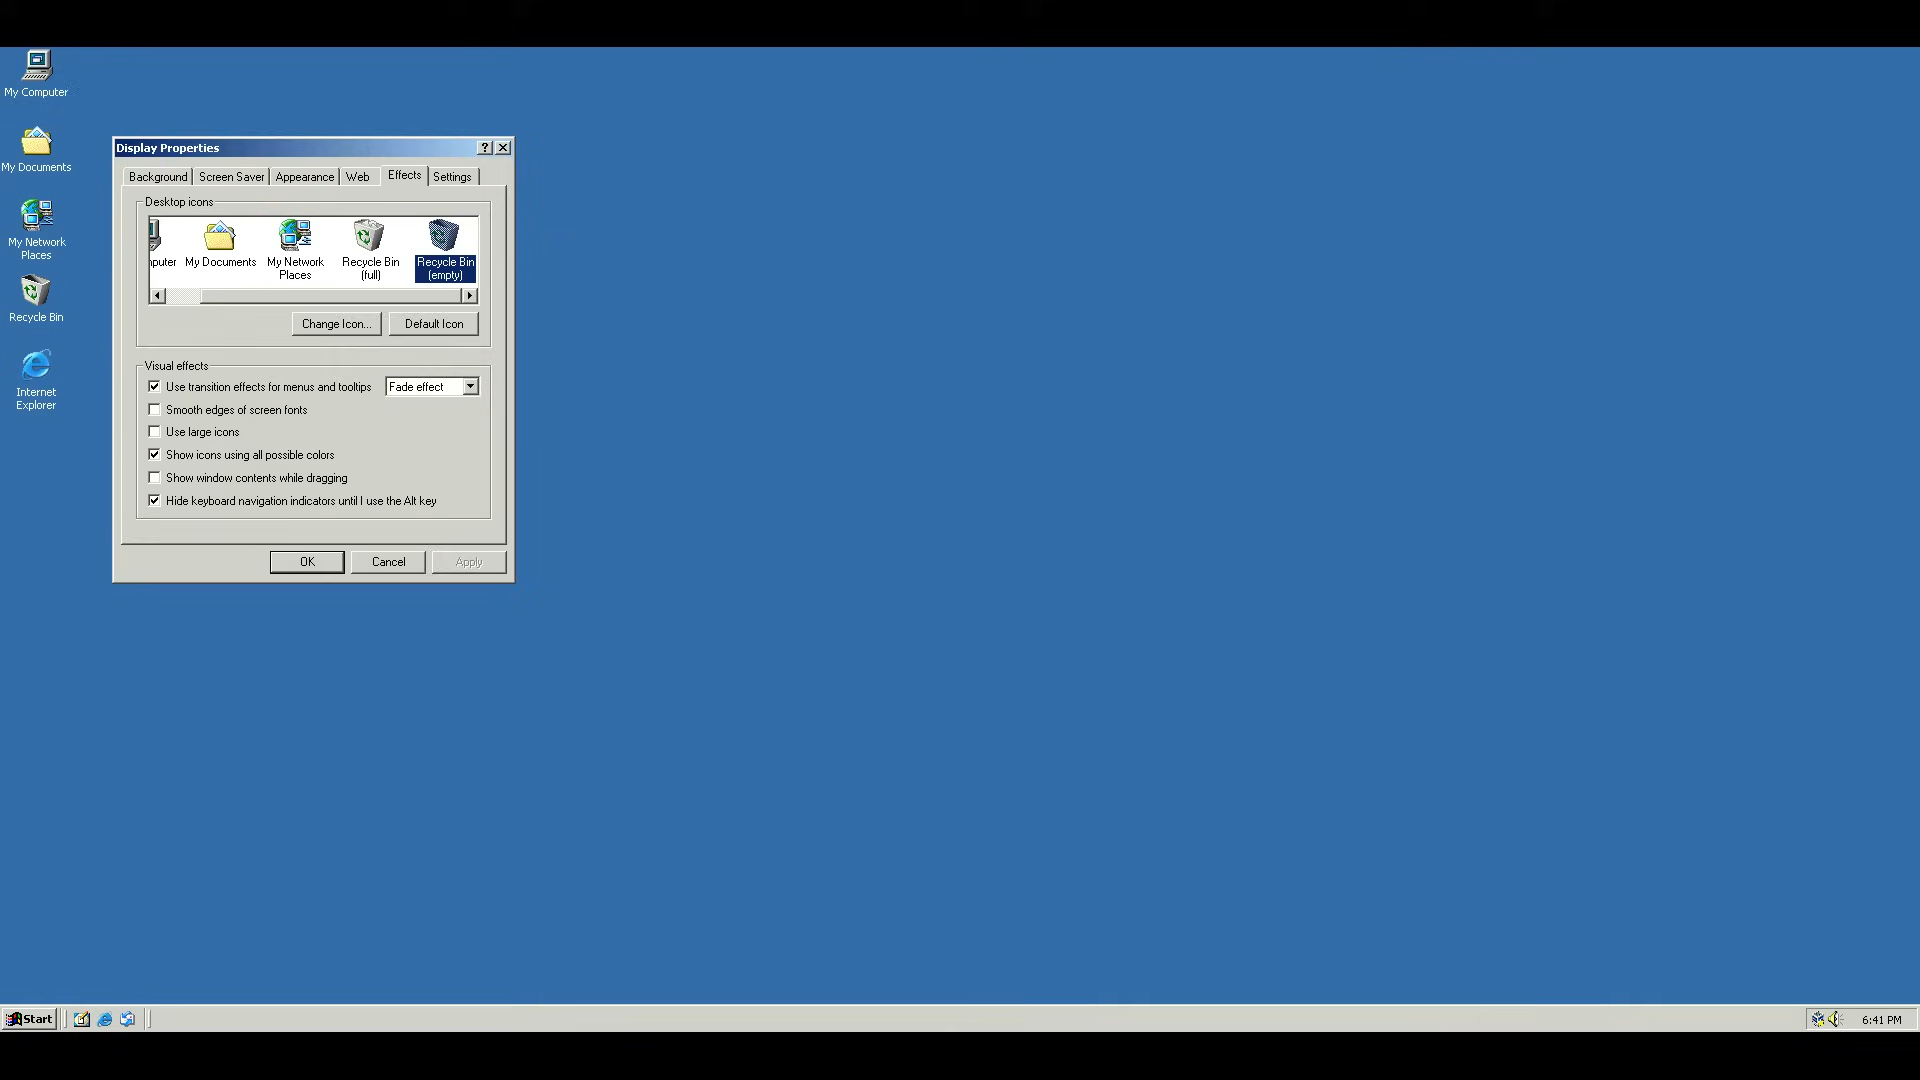 My Computer
My Documents
My Network
Places
Recycle Bin
Internet
Explorer
Display Properties
Background
Screen Saver
Appearance
Web
Effects
Settings
Desktop icons
My Documents
My Network
Places
Recycle Bin
(full)
Recycle Bin
(empty)
Change Icon...
Default Icon
Visual effects
Use transition effects for menus and tooltips
Fade effect
Smooth edges of screen fonts
Use large icons
Show icons using all possible colors
Show window contents while dragging
Hide keyboard navigation indicators until I use the Alt key
OK
Cancel
Apply
Start
6:41 PM